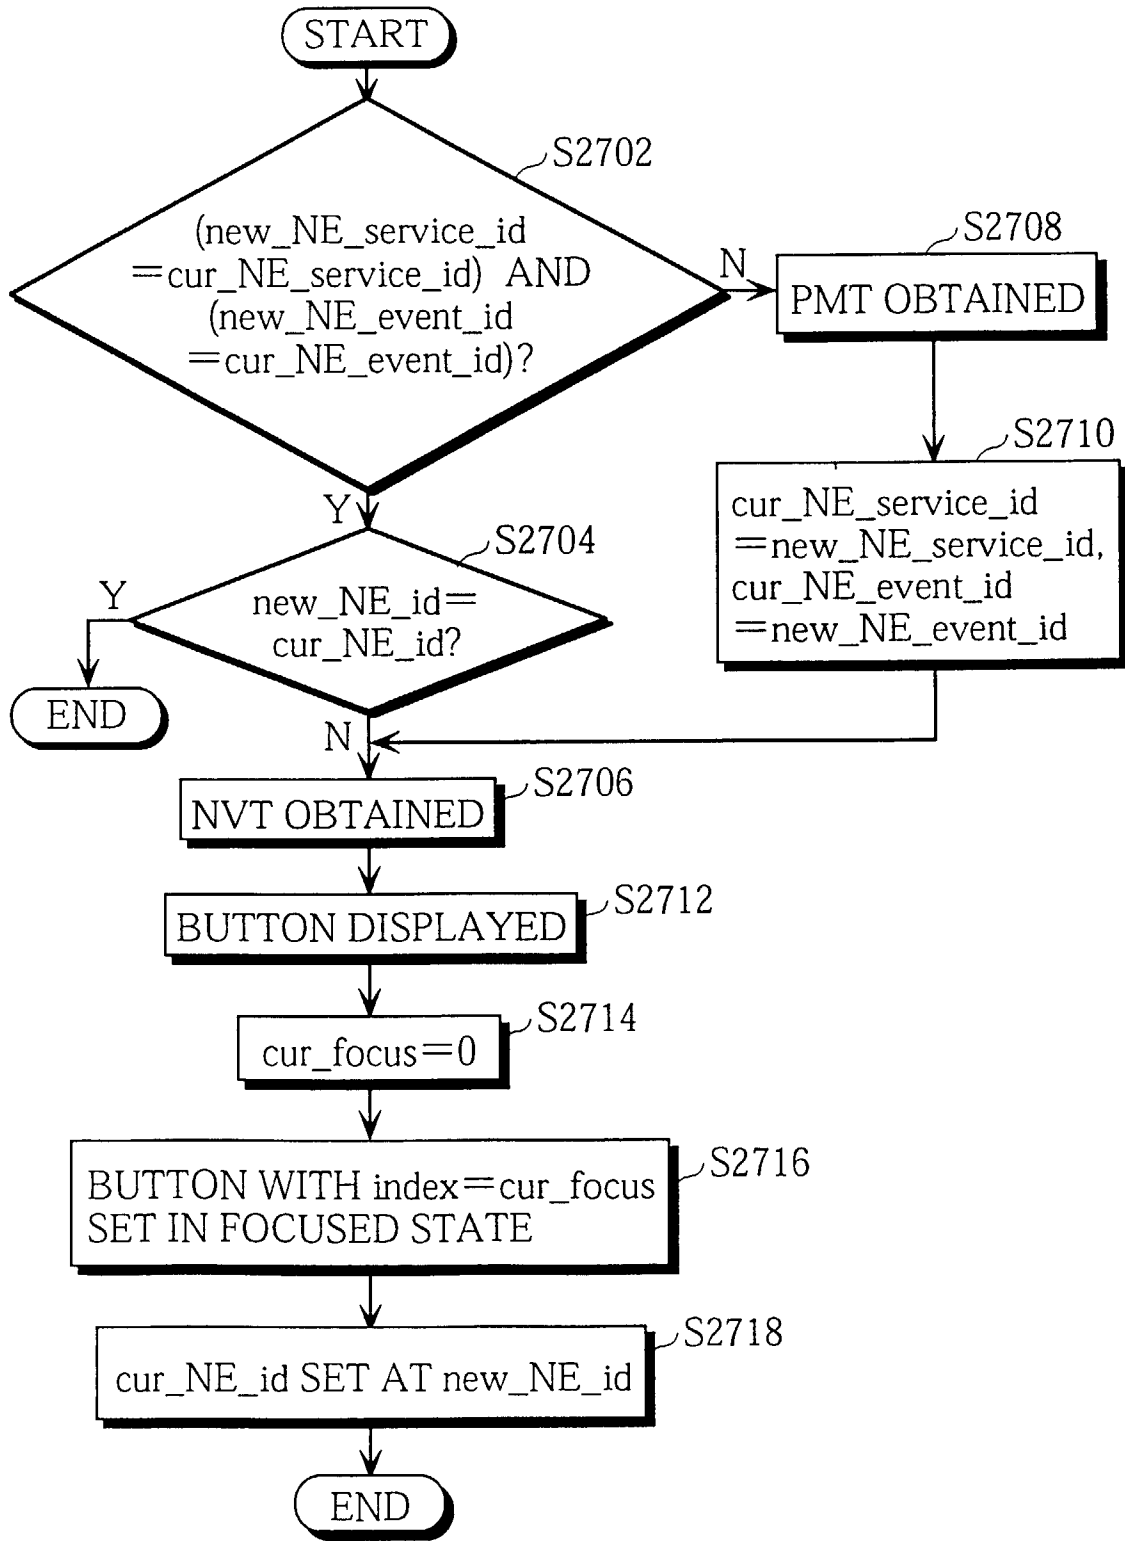 START
S2702
(new_NE_service_id
=cur_NE_service_id) AND
(new_NE_event_id
=cur_NE_event_id)?
N
S2708
PMT OBTAINED
S2710
cur_NE_service_id
=new_NE_service_id,
cur_NE_event_id
=new_NE_event_id
Y
S2704
new_NE_id=
cur_NE_id?
Y
END
N
S2706
NVT OBTAINED
S2712
BUTTON DISPLAYED
S2714
cur_focus=0
S2716
BUTTON WITH index=cur_focus
SET IN FOCUSED STATE
S2718
cur_NE_id SET AT new_NE_id
END